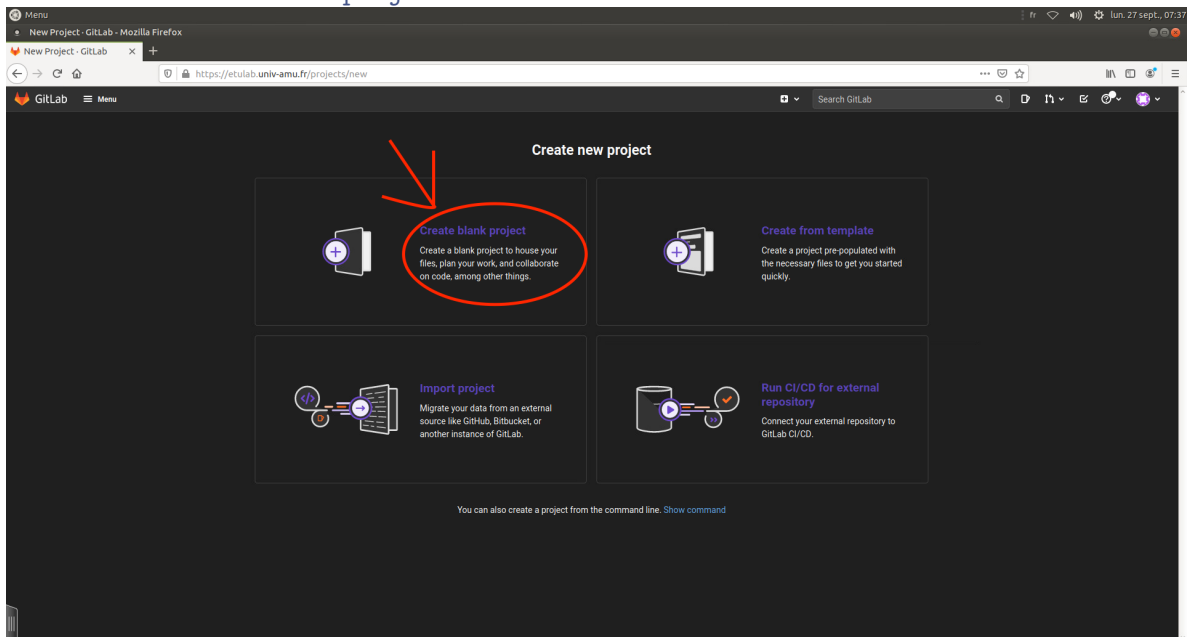 Menu
fr
lun. 27 sept., 07:37
New Project · GitLab - Mozilla Firefox
New Project · GitLab
https://etulab.univ-amu.fr/projects/new
GitLab
Menu
Search GitLab
Create new project
Create blank project
Create a blank project to house your
files, plan your work, and collaborate
on code, among other things.
Create from template
Create a project pre-populated with
the necessary files to get you started
quickly.
Import project
Migrate your data from an external
source like GitHub, Bitbucket, or
another instance of GitLab.
Run CI/CD for external
repository
Connect your external repository to
GitLab CI/CD.
You can also create a project from the command line. Show command